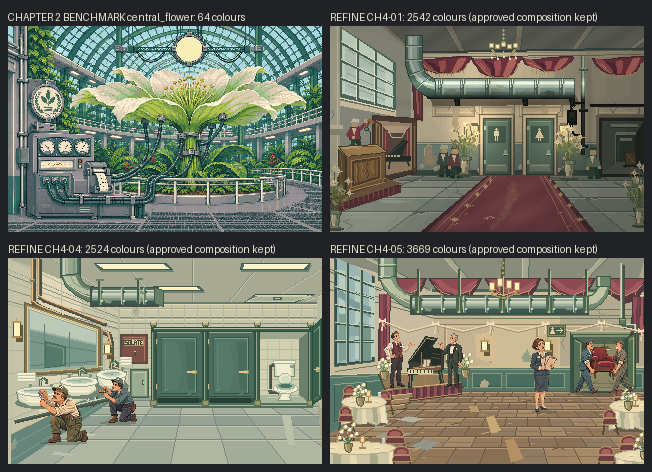 CHAPTER 2 BENCHMARK central_flower: 64 colours
REFINE CH4-01: 2542 colours (approved composition kept)
REFINE CH4-04: 2524 colours (approved composition kept)
REFINE CH4-05: 3669 colours (approved composition kept)